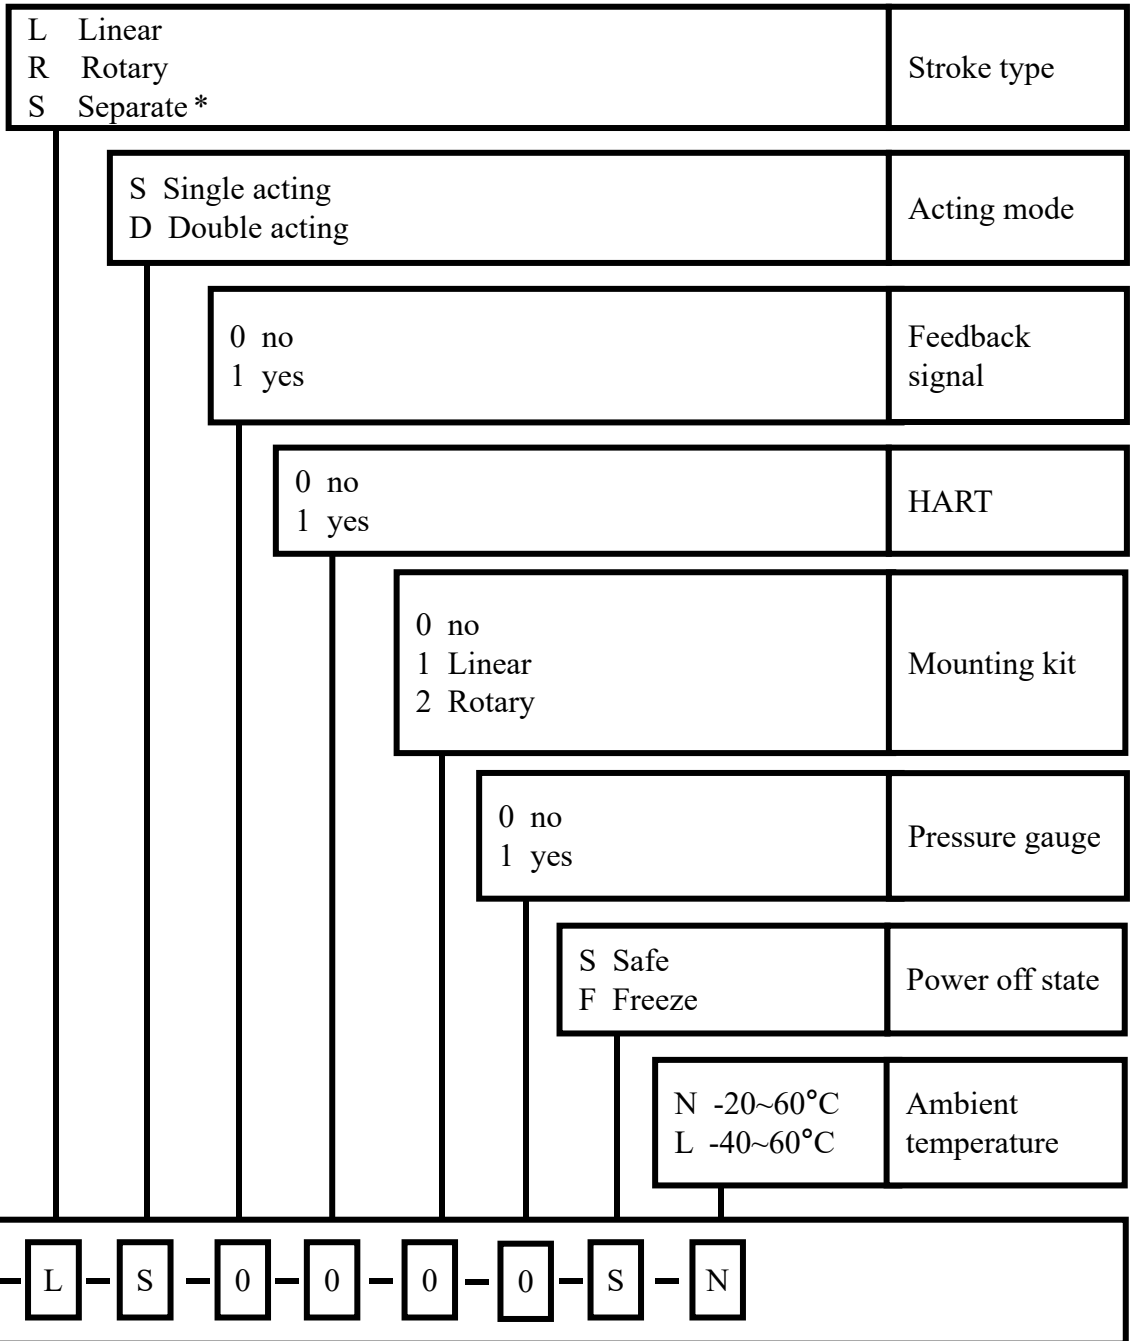 L Linear
R Rotary
S Separate *
Stroke type
S Single acting
D Double acting
Acting mode
0 no
1 yes
Feedback
signal
0 no
1 yes
HART
0 no
1 Linear
2 Rotary
Mounting kit
0 no
1 yes
Pressure gauge
S Safe
F Freeze
Power off state
N -20~60°C
L -40~60°C
Ambient
temperature
– L – S – 0 – 0 – 0 – 0 – S – N